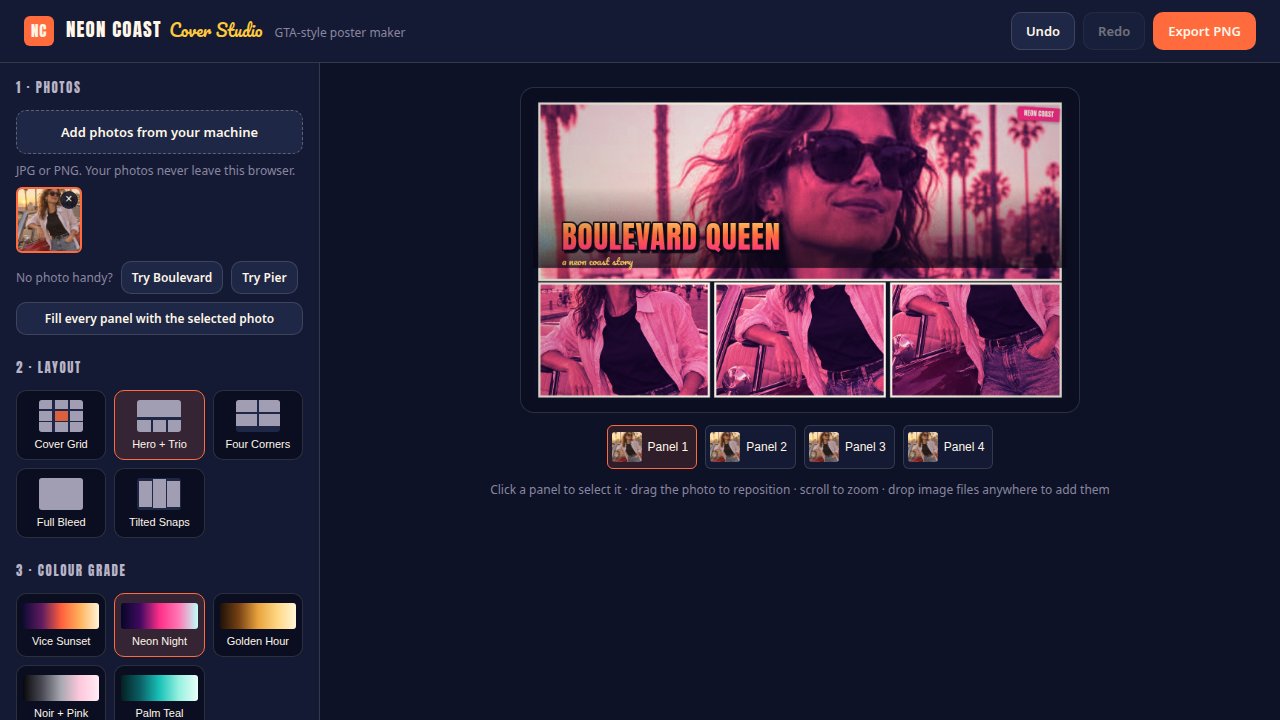 NC NEON COAST Cover Studio GTA-style poster maker Undo Redo Export PNG
1 · PHOTOS
Add photos from your machine
JPG or PNG. Your photos never leave this browser.
×
No photo handy? Try Boulevard Try Pier
Fill every panel with the selected photo
2 · LAYOUT
Cover Grid Hero + Trio Four Corners
Full Bleed Tilted Snaps
3 · COLOUR GRADE
Vice Sunset Neon Night Golden Hour
Noir + Pink Palm Teal
NEON COAST
BOULEVARD QUEEN
a neon coast story
Panel 1 Panel 2 Panel 3 Panel 4
Click a panel to select it · drag the photo to reposition · scroll to zoom · drop image files anywhere to add them